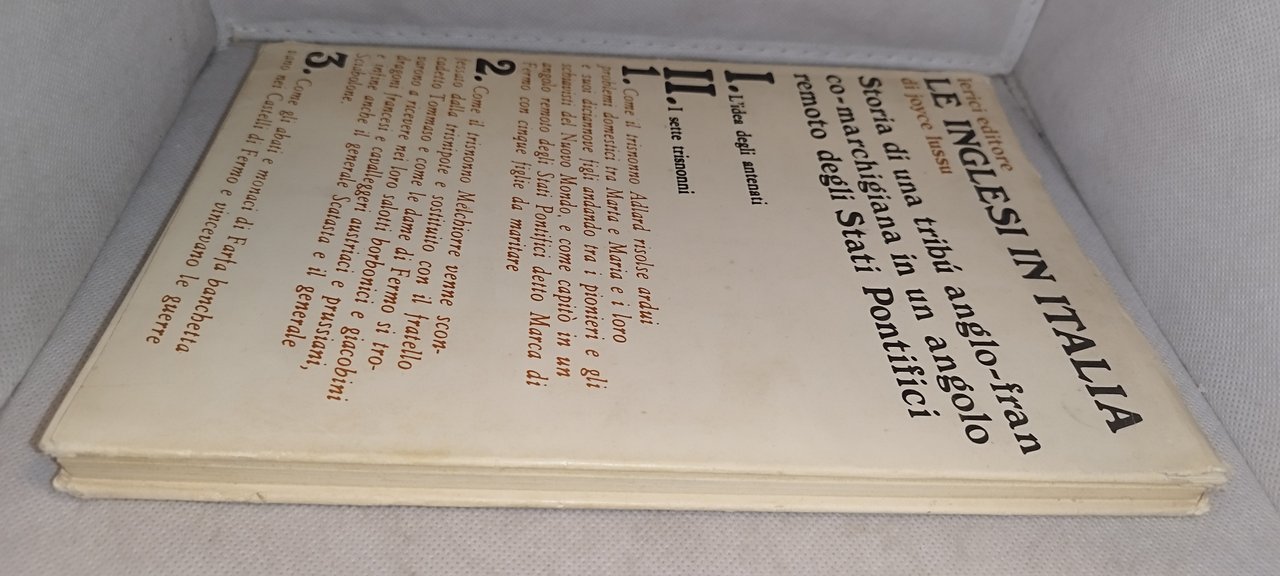 lerici editore
di joyce lussu
LE INGLESI IN ITALIA
Storia di una tribú anglo-fran
co-marchigiana in un angolo
remoto degli Stati Pontifici
I. L'idea degli antenati
II. I sette trisnonni
1. Come il trisnonno Adlard risolse ardui
problemi domestici tra Marta e Maria e i loro
e suoi diciannove figli andando tra i pionieri e gli
schiavisti del Nuovo Mondo, e come capitò in un
angolo remoto degli Stati Pontifici detto Marca di
Fermo con cinque figlie da maritare
2. Come il trisnonno Melchiorre venne scon-
fessato dalla trisnipote e sostituito con il fratello
cadetto Tommaso e come le dame di Fermo si tro-
varono a ricevere nei loro salotti borbonici e giacobini
dragoni francesi e cavalleggeri austriaci e prussiani,
e infine anche il generale Scatasta e il generale
Sciabolone.
3. Come gli abati e monaci di Farfa bancheta
vano nei Castelli di Fermo e vincevano le guerre